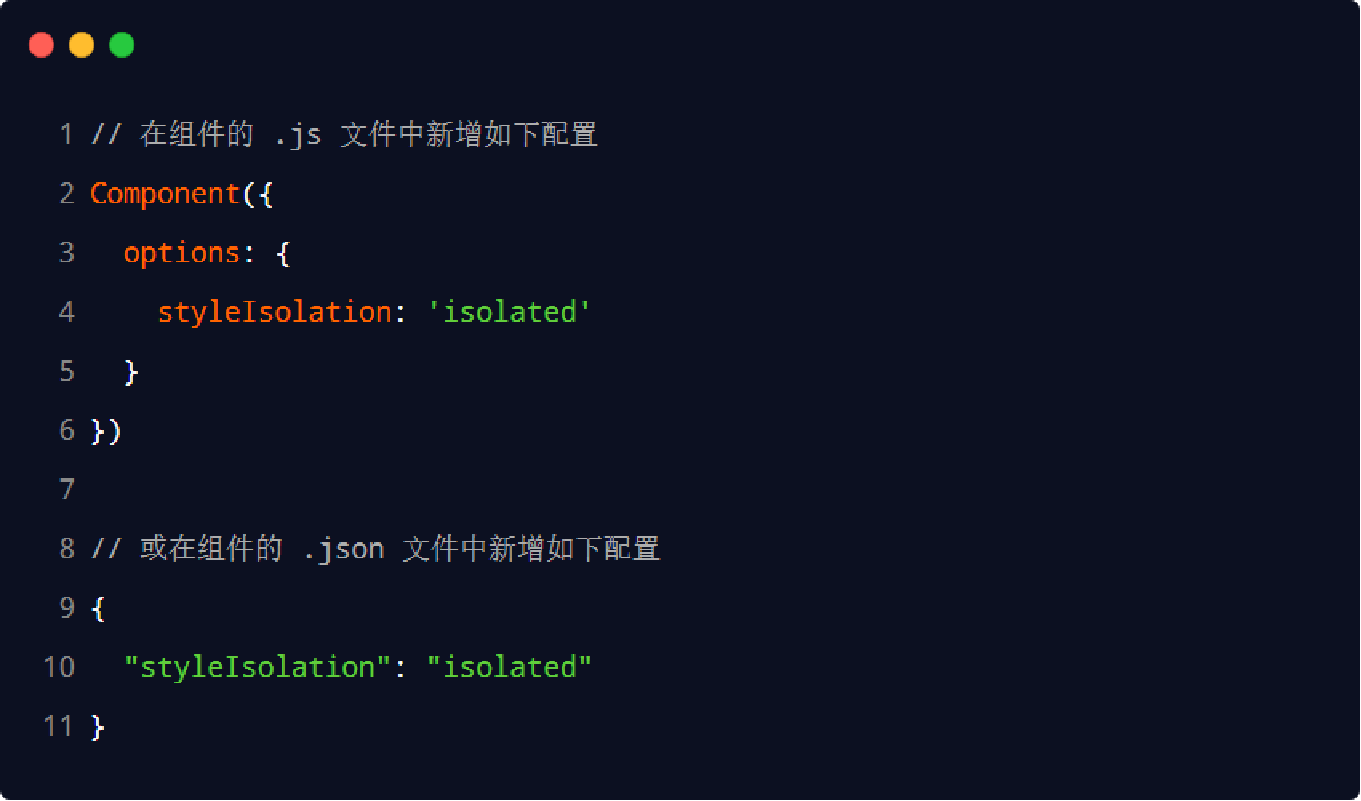 1 // 在组件的 .js 文件中新增如下配置
2 Component({
3   options: {
4     styleIsolation: 'isolated'
5   }
6 })
7
8 // 或在组件的 .json 文件中新增如下配置
9 {
10   "styleIsolation": "isolated"
11 }